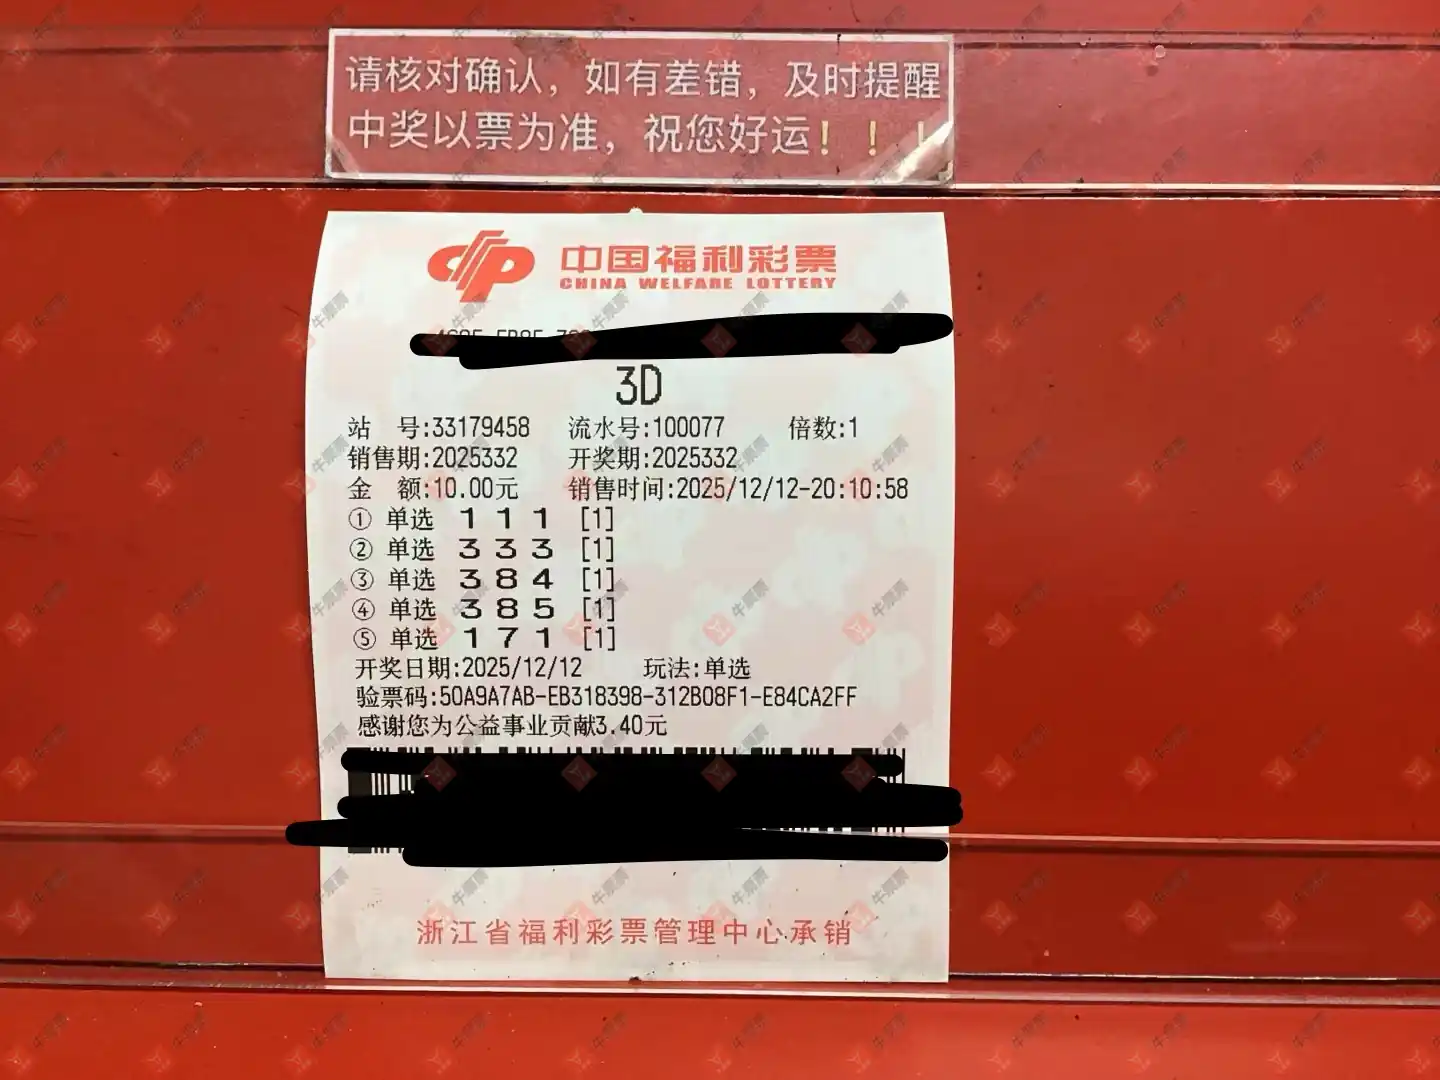 请核对确认，如有差错，及时提醒
中奖以票为准，祝您好运！！！
中国福利彩票
CHINA WELFARE LOTTERY
3D
站 号:33179458 流水号:100077 倍数:1
销售期:2025332 开奖期:2025332
金 额:10.00元 销售时间:2025/12/12-20:10:58
① 单选 1 1 1 [1]
② 单选 3 3 3 [1]
③ 单选 3 8 4 [1]
④ 单选 3 8 5 [1]
⑤ 单选 1 7 1 [1]
开奖日期:2025/12/12 玩法:单选
验票码:50A9A7AB-EB318398-312B08F1-E84CA2FF
感谢您为公益事业贡献3.40元
浙江省福利彩票管理中心承销
牛票票